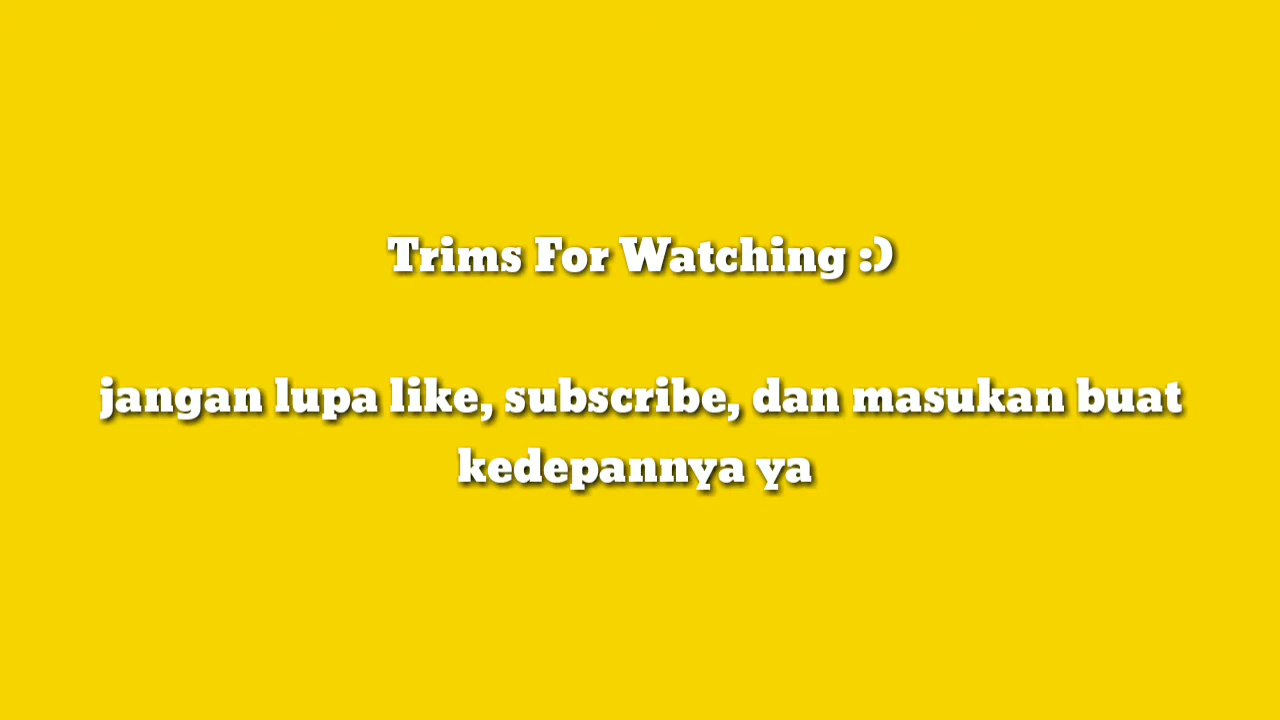 Trims For Watching :)
jangan lupa like, subscribe, dan masukan buat
kedepannya ya